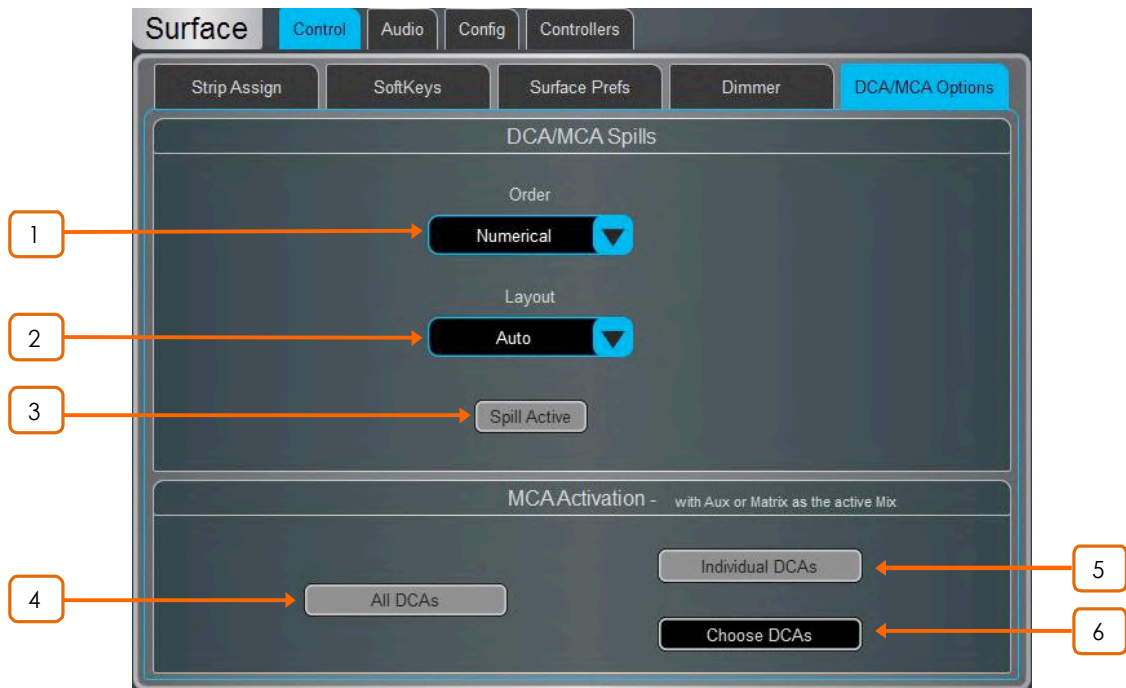 Surface Control Audio Config Controllers
Strip Assign SoftKeys Surface Prefs Dimmer DCA/MCA Options
DCA/MCA Spills
Order
1 Numerical
Layout
2 Auto
3 Spill Active
MCA Activation - with Aux or Matrix as the active Mix
Individual DCAs 5
4 All DCAs
Choose DCAs 6